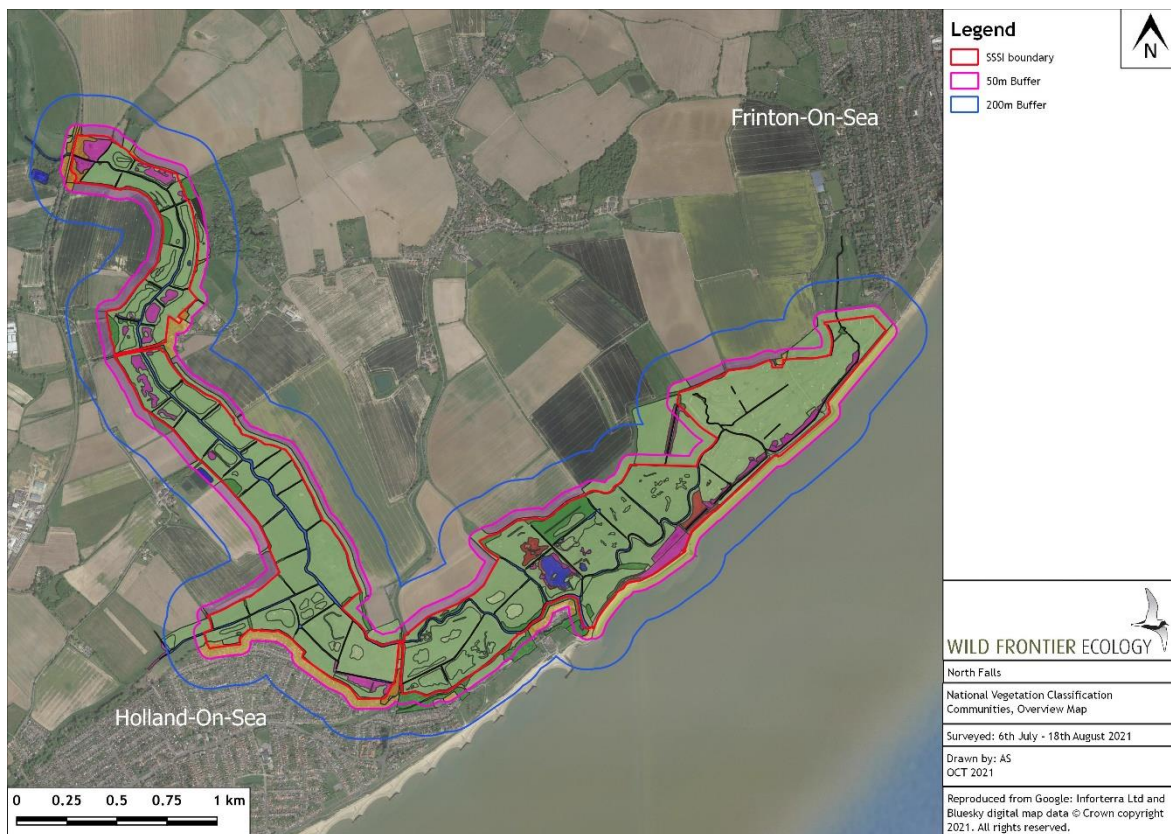 Frinton-On-Sea
Holland-On-Sea
0 0.25 0.5 0.75 1 km
Legend
SSSI boundary
50m Buffer
200m Buffer
N
WILD FRONTIER ECOLOGY
North Falls
National Vegetation Classification
Communities, Overview Map
Surveyed: 6th July - 18th August 2021
Drawn by: AS
OCT 2021
Reproduced from Google: Inforterra Ltd and
Bluesky digital map data © Crown copyright
2021. All rights reserved.